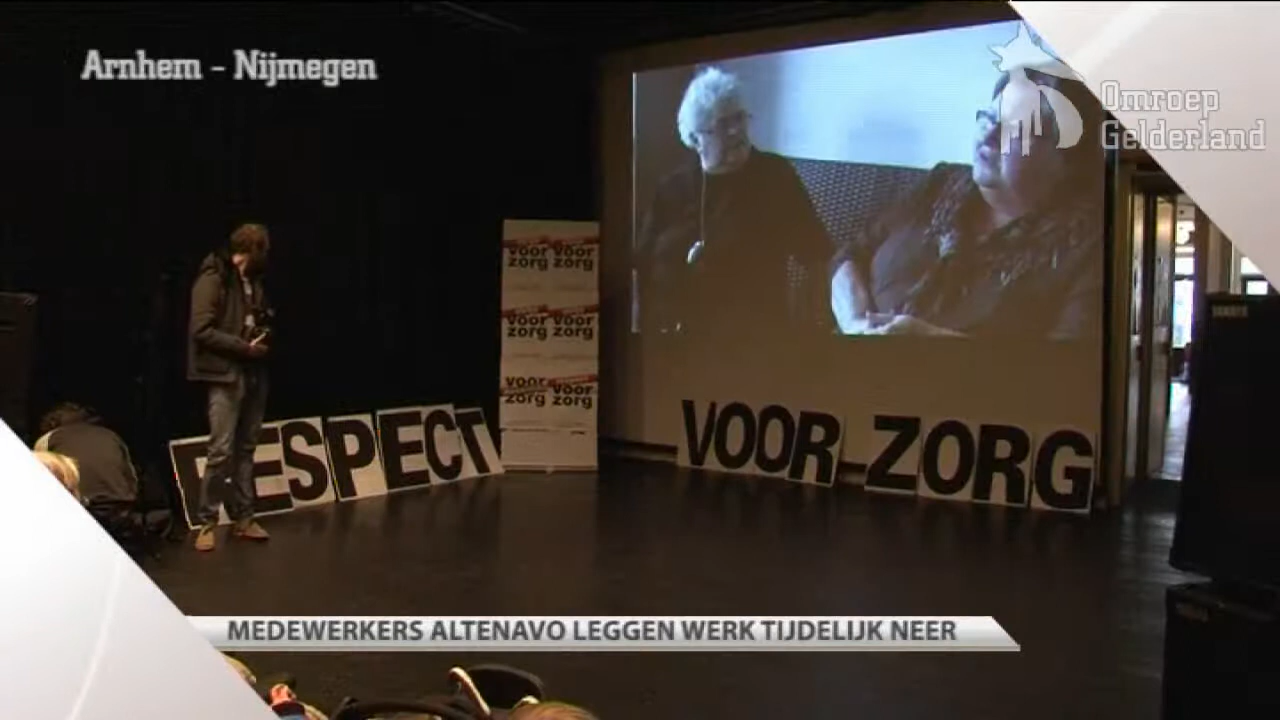 Arnhem - Nijmegen
Omroep
Gelderland
voor voor
zorg zorg
voor voor
zorg zorg
voor voor
zorg zorg
RESPECT
VOOR ZORG
MEDEWERKERS ALTENAVO LEGGEN WERK TIJDELIJK NEER